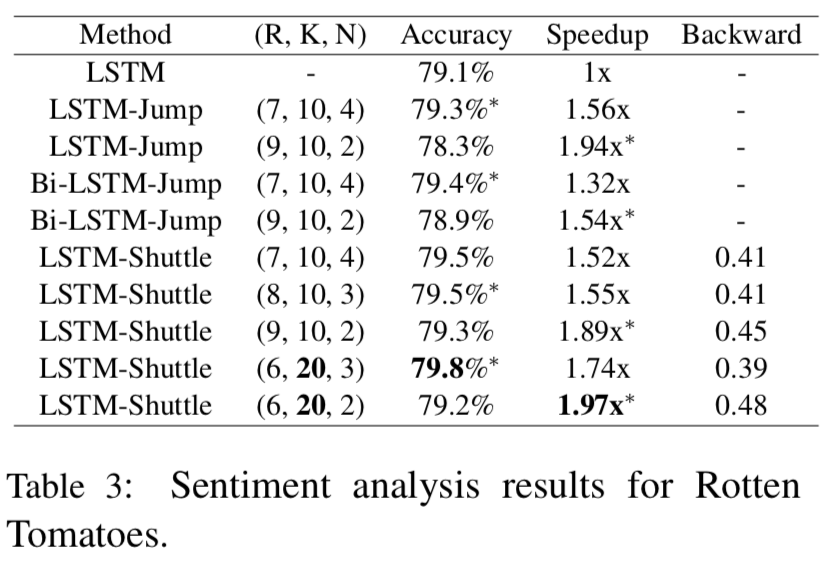 Method (R, K, N) Accuracy Speedup Backward
LSTM - 79.1% 1x -
LSTM-Jump (7, 10, 4) 79.3%* 1.56x -
LSTM-Jump (9, 10, 2) 78.3% 1.94x* -
Bi-LSTM-Jump (7, 10, 4) 79.4%* 1.32x -
Bi-LSTM-Jump (9, 10, 2) 78.9% 1.54x* -
LSTM-Shuttle (7, 10, 4) 79.5% 1.52x 0.41
LSTM-Shuttle (8, 10, 3) 79.5%* 1.55x 0.41
LSTM-Shuttle (9, 10, 2) 79.3% 1.89x* 0.45
LSTM-Shuttle (6, 20, 3) 79.8%* 1.74x 0.39
LSTM-Shuttle (6, 20, 2) 79.2% 1.97x* 0.48
Table 3: Sentiment analysis results for Rotten
Tomatoes.